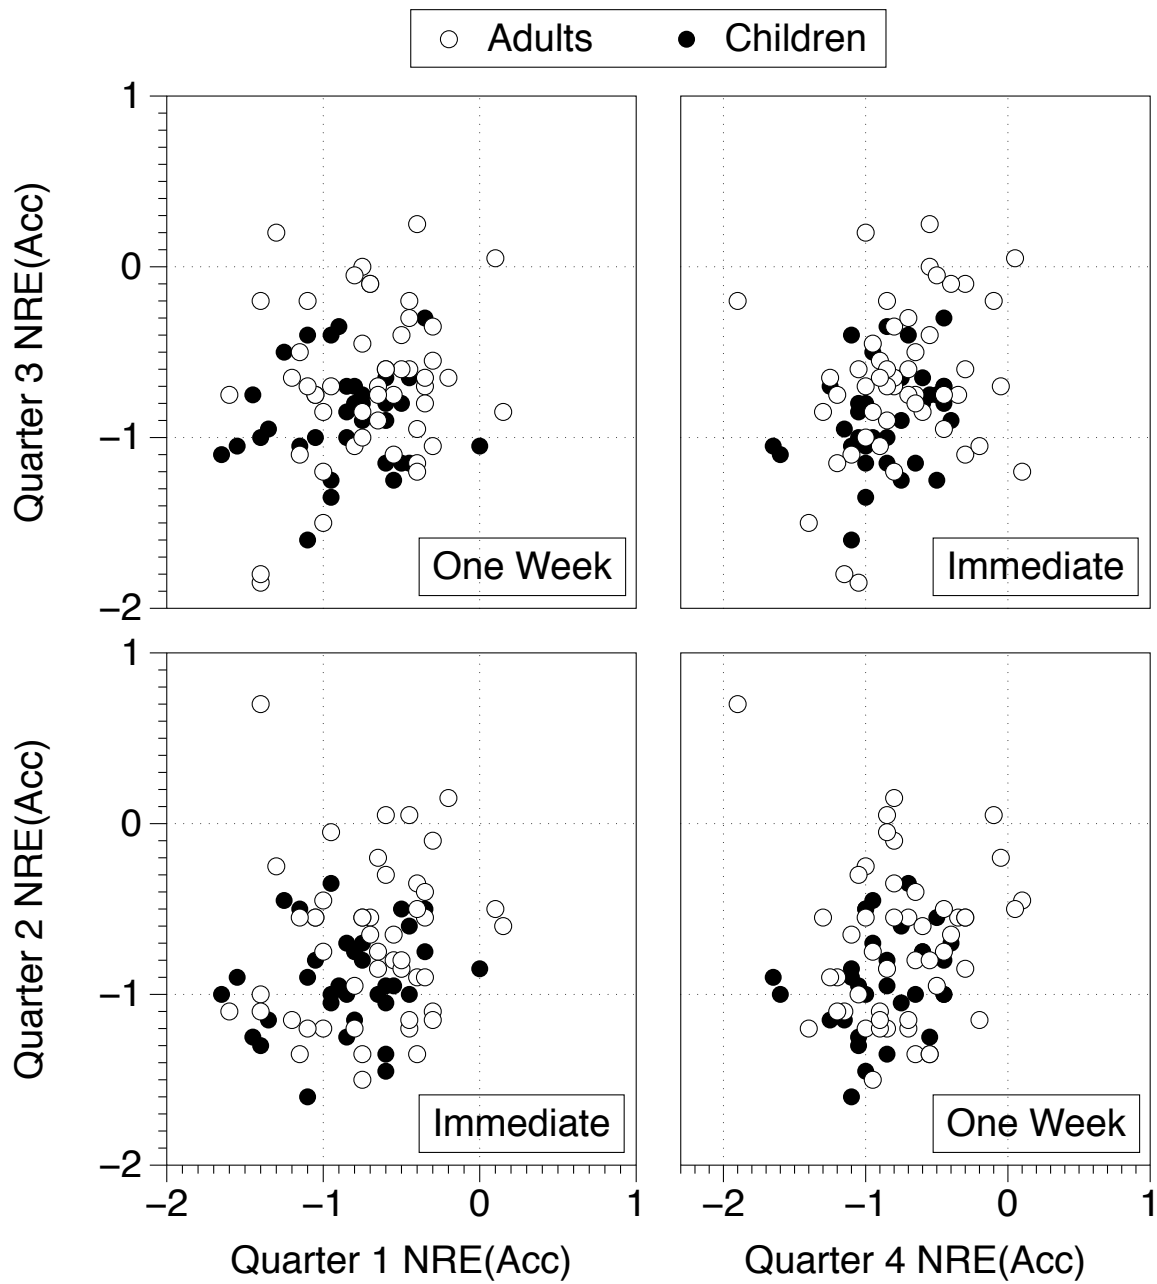 Adults Children
1
0
−1
−2
Quarter 3 NRE(Acc)
One Week
Immediate
1
0
−1
−2
Quarter 2 NRE(Acc)
Immediate
One Week
−2 −1 0 1
−2 −1 0 1
Quarter 1 NRE(Acc)
Quarter 4 NRE(Acc)